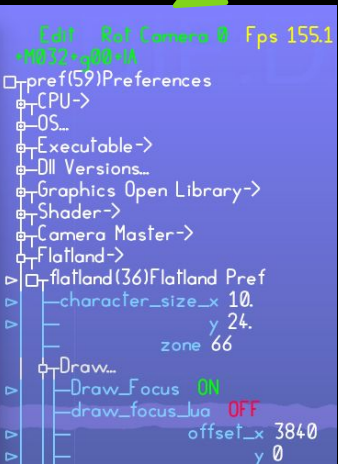 Edit Rot Camera 0 Fps 155.1
+M032+q00+IA
pref(59)Preferences
CPU->
OS...
Executable->
Dll Versions...
Graphics Open Library->
Shader->
Camera Master->
Flatland->
flatland(36)Flatland Pref
character_size_x 10.
y 24.
zone 66
Draw...
Draw_Focus ON
draw_focus_lua OFF
offset_x 3840
y 0